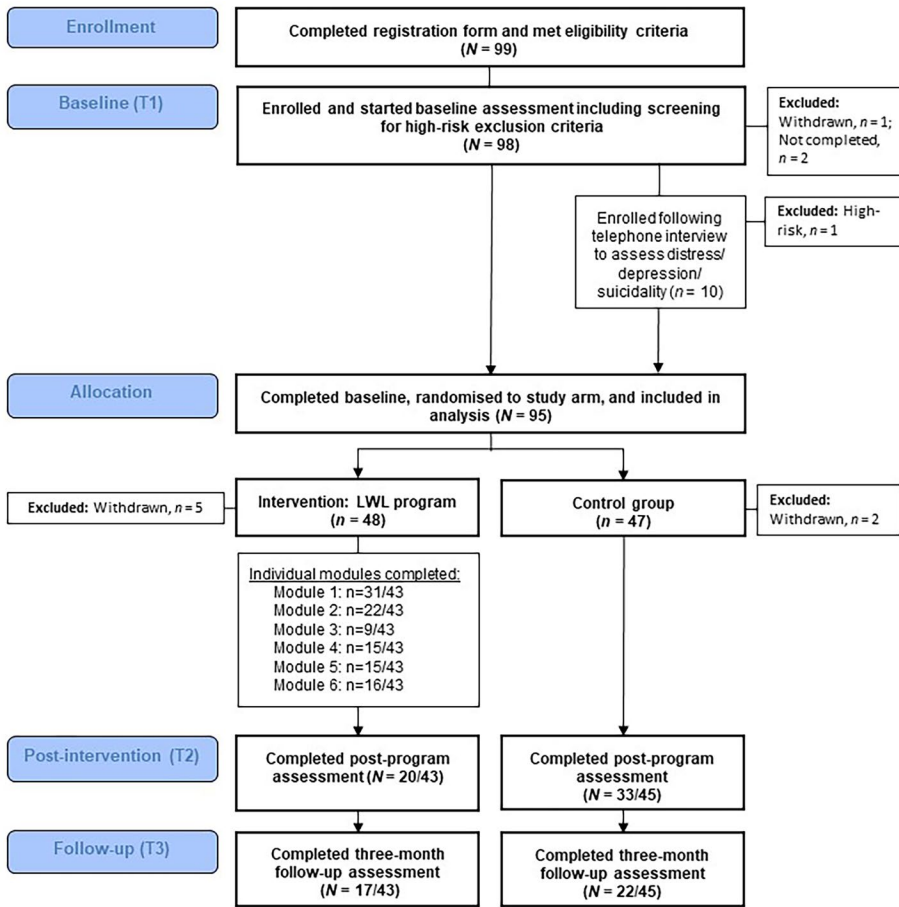 Enrollment
Completed registration form and met eligibility criteria
(N = 99)
Baseline (T1)
Enrolled and started baseline assessment including screening
for high-risk exclusion criteria
(N = 98)
Excluded:
Withdrawn, n = 1;
Not completed,
n = 2
Enrolled following
telephone interview
to assess distress/
depression/
suicidality (n = 10)
Excluded: High-
risk, n = 1
Allocation
Completed baseline, randomised to study arm, and included in
analysis (N = 95)
Excluded: Withdrawn, n = 5
Intervention: LWL program
(n = 48)
Control group
(n = 47)
Excluded:
Withdrawn, n = 2
Individual modules completed:
Module 1: n=31/43
Module 2: n=22/43
Module 3: n=9/43
Module 4: n=15/43
Module 5: n=15/43
Module 6: n=16/43
Post-intervention (T2)
Completed post-program
assessment (N = 20/43)
Completed post-program
assessment
(N = 33/45)
Follow-up (T3)
Completed three-month
follow-up assessment
(N = 17/43)
Completed three-month
follow-up assessment
(N = 22/45)